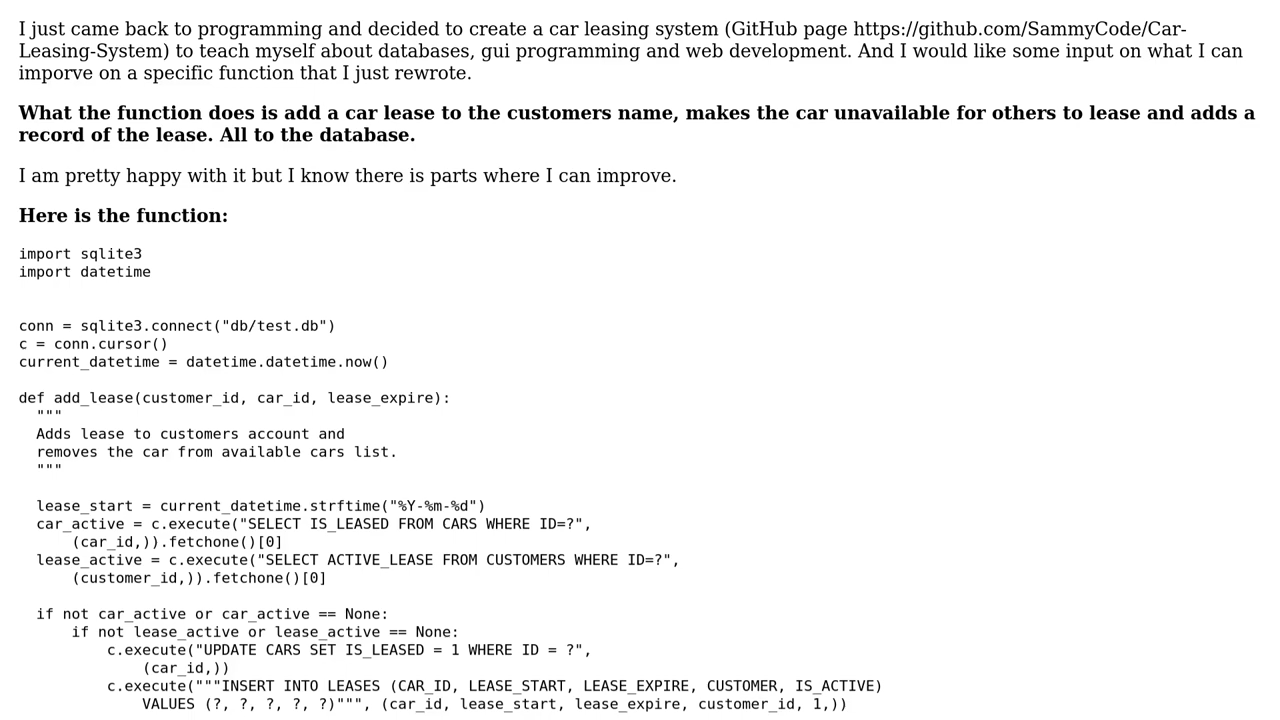 I just came back to programming and decided to create a car leasing system (GitHub page https://github.com/SammyCode/Car-
Leasing-System) to teach myself about databases, gui programming and web development. And I would like some input on what I can
imporve on a specific function that I just rewrote.
What the function does is add a car lease to the customers name, makes the car unavailable for others to lease and adds a
record of the lease. All to the database.
I am pretty happy with it but I know there is parts where I can improve.
Here is the function:
import sqlite3
import datetime
conn = sqlite3.connect("db/test.db")
c = conn.cursor()
current_datetime = datetime.datetime.now()
def add_lease(customer_id, car_id, lease_expire):
  """
  Adds lease to customers account and
  removes the car from available cars list.
  """
  lease_start = current_datetime.strftime("%Y-%m-%d")
  car_active = c.execute("SELECT IS_LEASED FROM CARS WHERE ID=?",
      (car_id,)).fetchone()[0]
  lease_active = c.execute("SELECT ACTIVE_LEASE FROM CUSTOMERS WHERE ID=?",
      (customer_id,)).fetchone()[0]
  if not car_active or car_active == None:
      if not lease_active or lease_active == None:
          c.execute("UPDATE CARS SET IS_LEASED = 1 WHERE ID = ?",
              (car_id,))
          c.execute("""INSERT INTO LEASES (CAR_ID, LEASE_START, LEASE_EXPIRE, CUSTOMER, IS_ACTIVE)
              VALUES (?, ?, ?, ?, ?)""", (car_id, lease_start, lease_expire, customer_id, 1,))